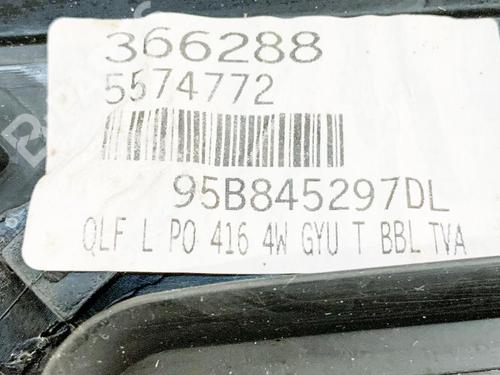 366288
5574772
95B845297DL
QLF L PO 416 4W GYU T BBL TVA